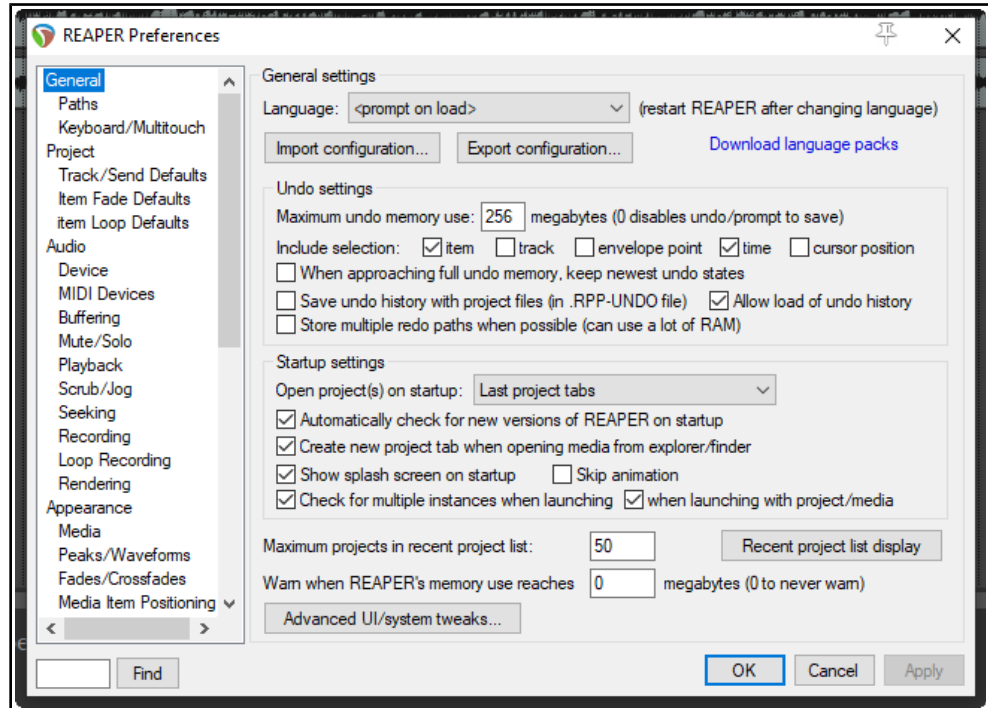 REAPER Preferences
General
Paths
Keyboard/Multitouch
Project
Track/Send Defaults
Item Fade Defaults
item Loop Defaults
Audio
Device
MIDI Devices
Buffering
Mute/Solo
Playback
Scrub/Jog
Seeking
Recording
Loop Recording
Rendering
Appearance
Media
Peaks/Waveforms
Fades/Crossfades
Media Item Positioning
Find
General settings
Language: <prompt on load> (restart REAPER after changing language)
Import configuration... Export configuration... Download language packs
Undo settings
Maximum undo memory use: 256 megabytes (0 disables undo/prompt to save)
Include selection: item track envelope point time cursor position
When approaching full undo memory, keep newest undo states
Save undo history with project files (in .RPP-UNDO file) Allow load of undo history
Store multiple redo paths when possible (can use a lot of RAM)
Startup settings
Open project(s) on startup: Last project tabs
Automatically check for new versions of REAPER on startup
Create new project tab when opening media from explorer/finder
Show splash screen on startup Skip animation
Check for multiple instances when launching when launching with project/media
Maximum projects in recent project list: 50 Recent project list display
Warn when REAPER's memory use reaches 0 megabytes (0 to never warn)
Advanced UI/system tweaks...
OK Cancel Apply